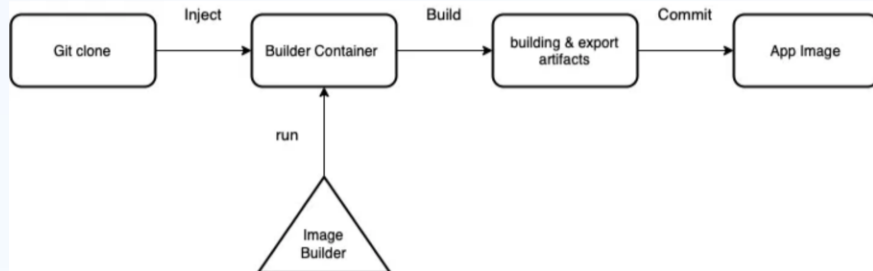 Inject
Build
Commit
Git clone
Builder Container
building & export
artifacts
App Image
run
Image
Builder